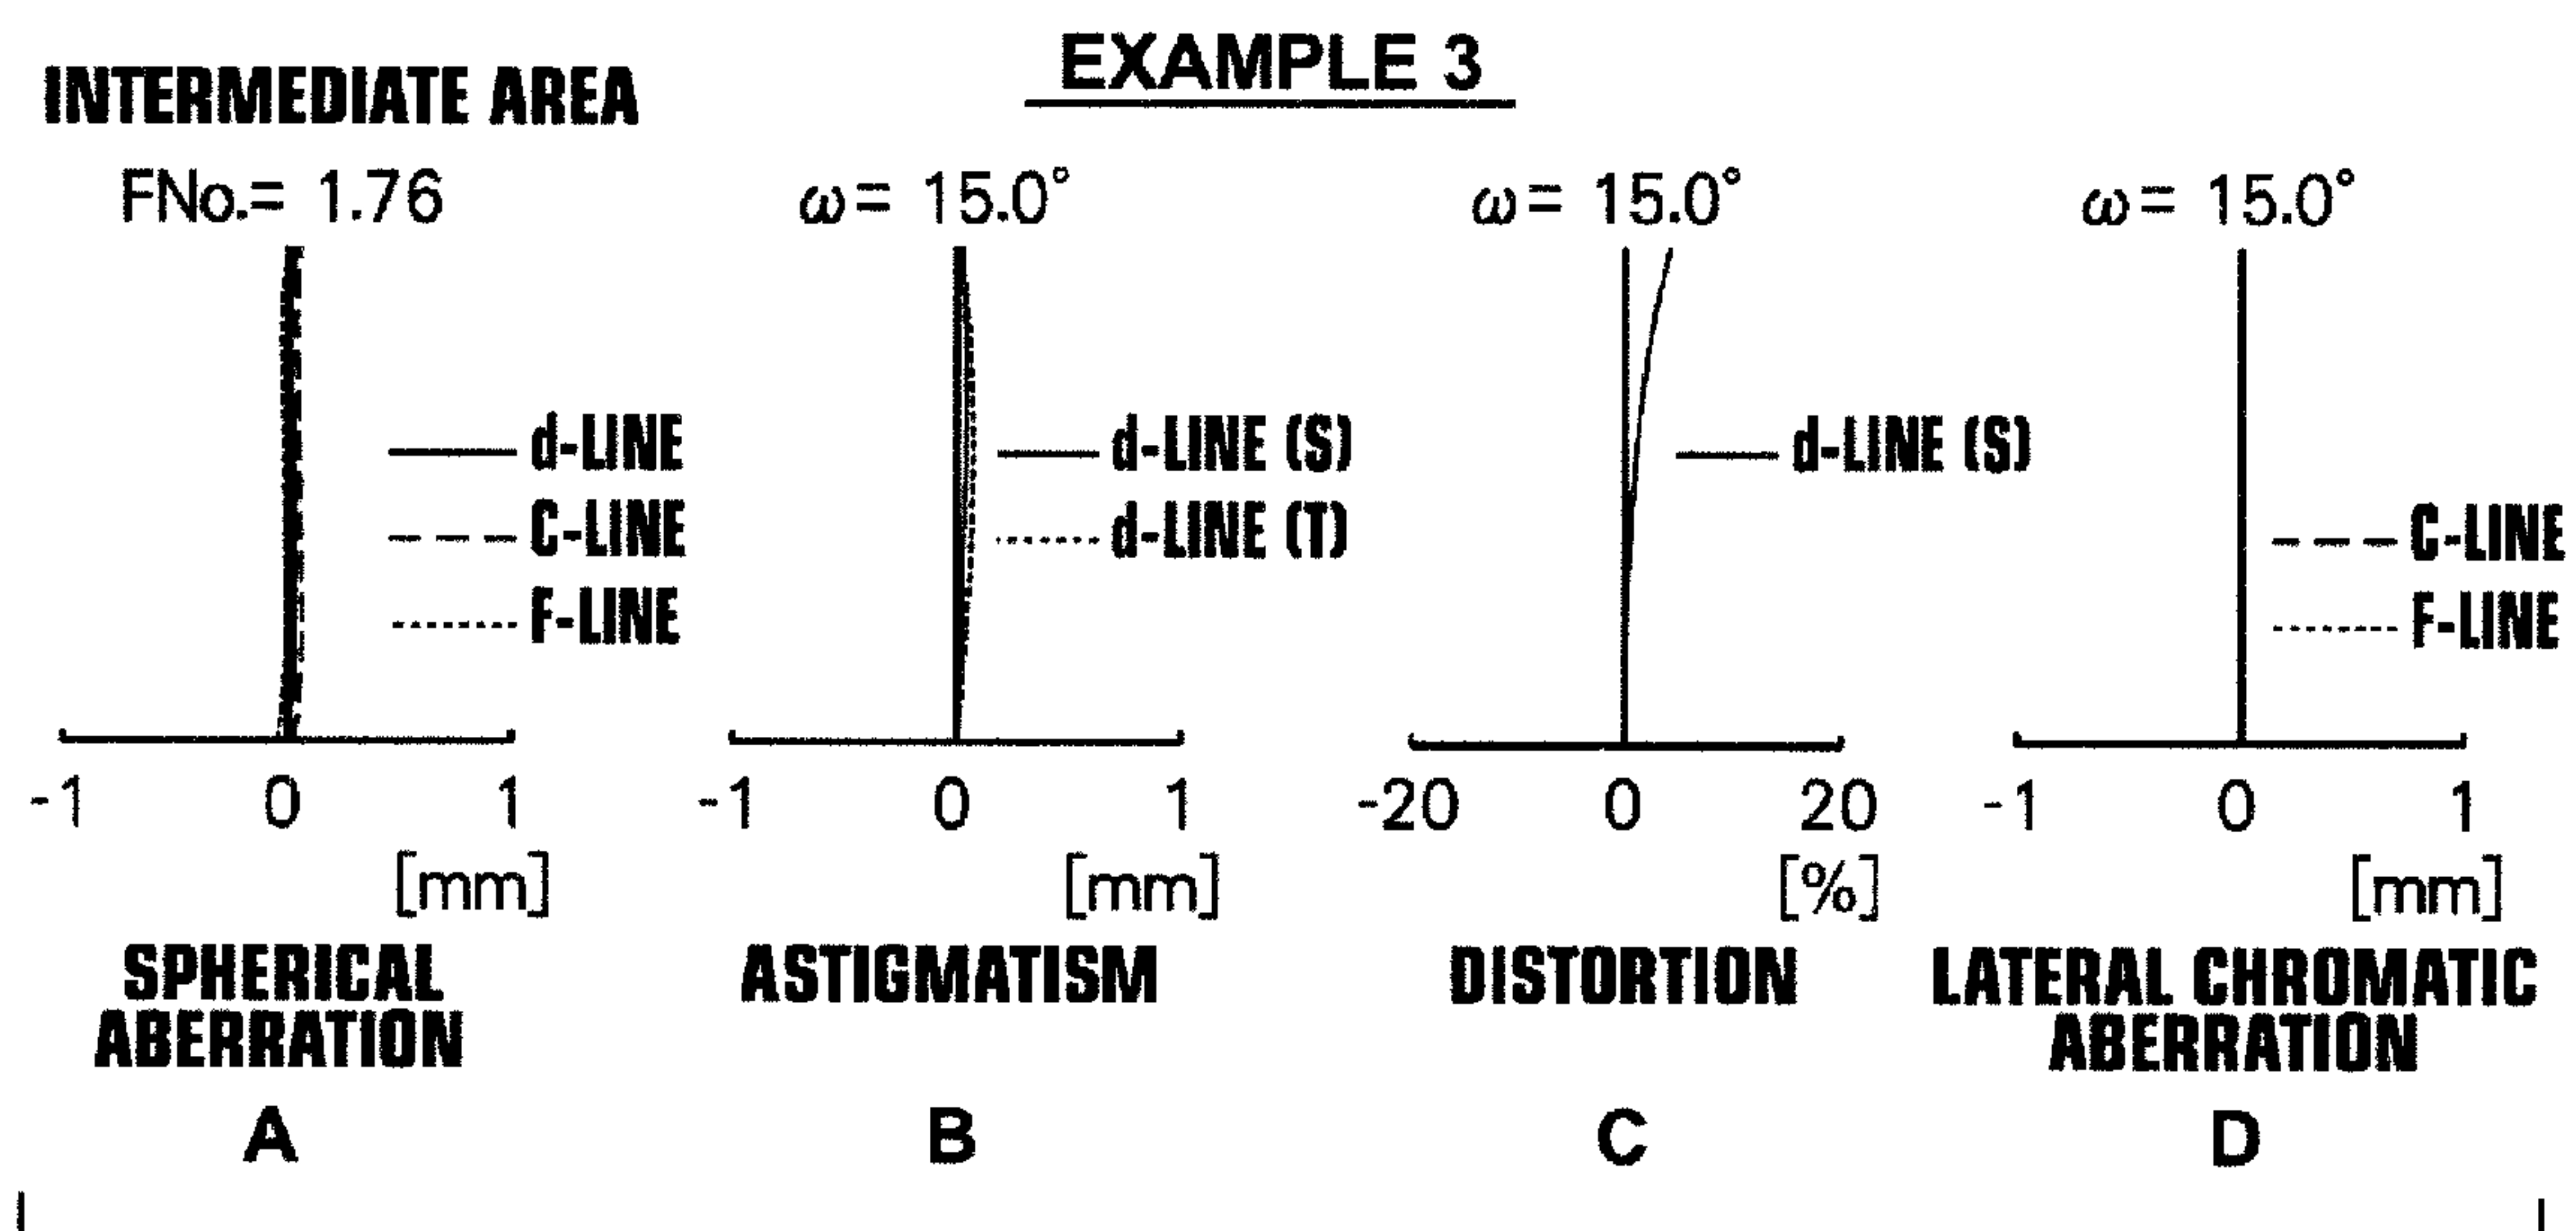 EXAMPLE 3
INTERMEDIATE AREA
FNo.= 1.76
d-LINE
C-LINE
F-LINE
-1 0 1
[mm]
SPHERICAL
ABERRATION
A
ω= 15.0°
d-LINE (S)
d-LINE (T)
-1 0 1
[mm]
ASTIGMATISM
B
ω= 15.0°
d-LINE (S)
-20 0 20
[%]
DISTORTION
C
ω= 15.0°
C-LINE
F-LINE
-1 0 1
[mm]
LATERAL CHROMATIC
ABERRATION
D